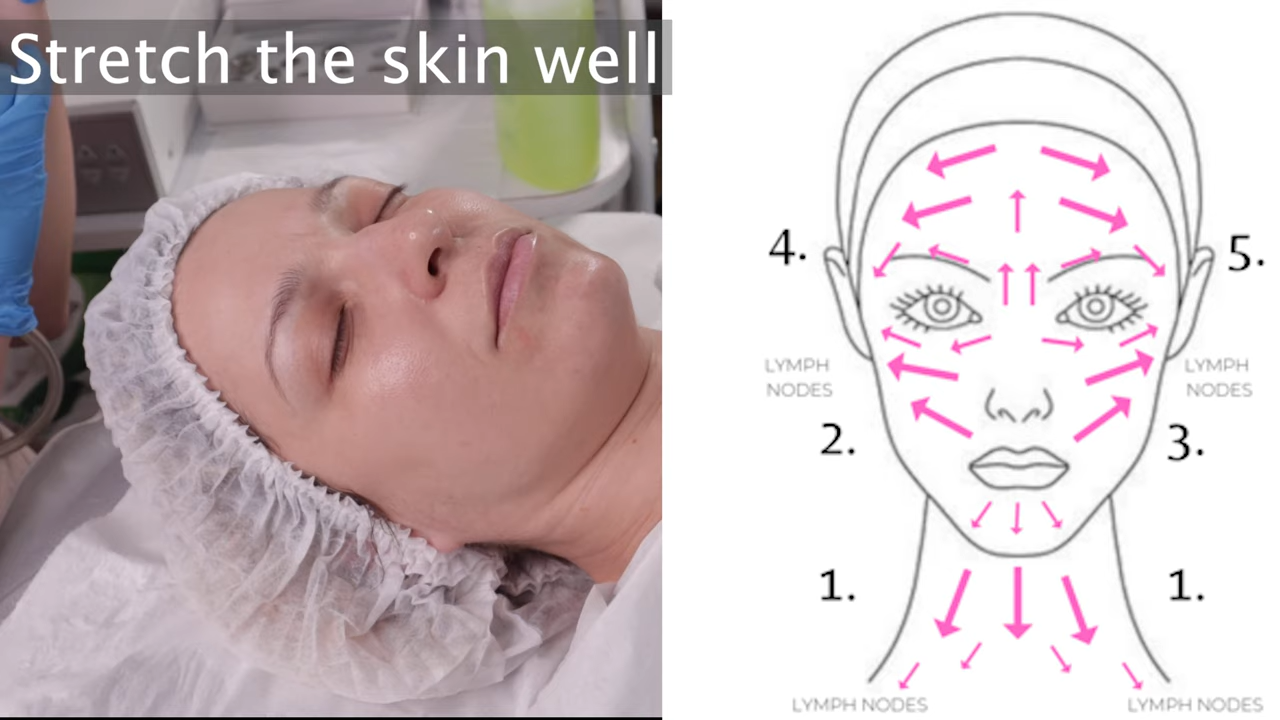 Stretch the skin well
4.
5.
LYMPH
NODES
LYMPH
NODES
2.
3.
1.
1.
LYMPH NODES
LYMPH NODES